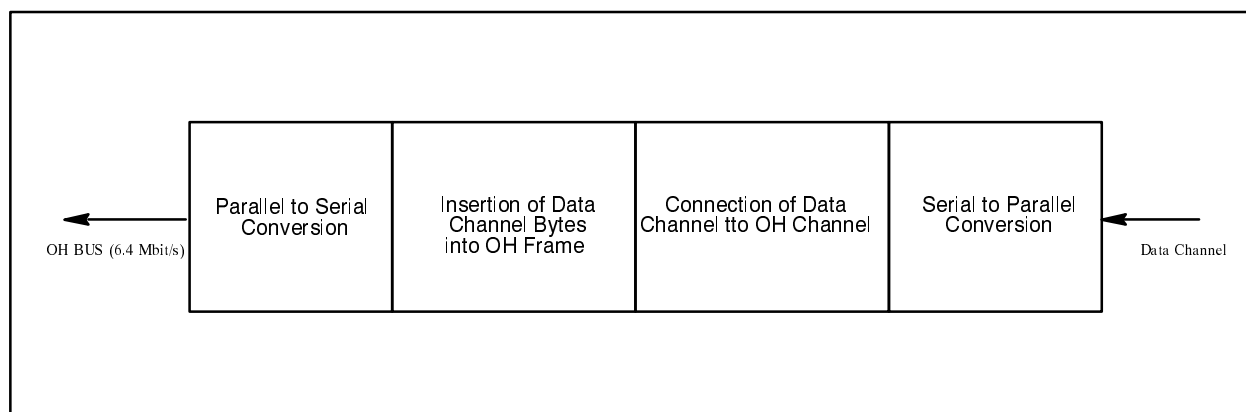 Parallel to Serial
Conversion
Insertion of Data
Channel Bytes
into OH Frame
Connection of Data
Channel tto OH Channel
Serial to Parallel
Conversion
OH BUS (6.4 Mbit/s)
Data Channel